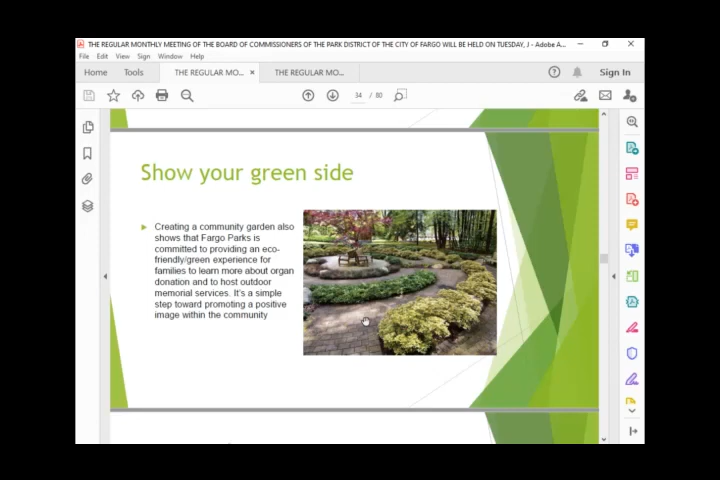 THE REGULAR MONTHLY MEETING OF THE BOARD OF COMMISSIONERS OF THE PARK DISTRICT OF THE CITY OF FARGO WILL BE HELD ON TUESDAY, J - Adobe A...
File Edit View Sign Window Help
Home Tools THE REGULAR MO... × THE REGULAR MO... Sign In
34 / 80
Show your green side
Creating a community garden also
shows that Fargo Parks is
committed to providing an eco-
friendly/green experience for
families to learn more about organ
donation and to host outdoor
memorial services. It's a simple
step toward promoting a positive
image within the community